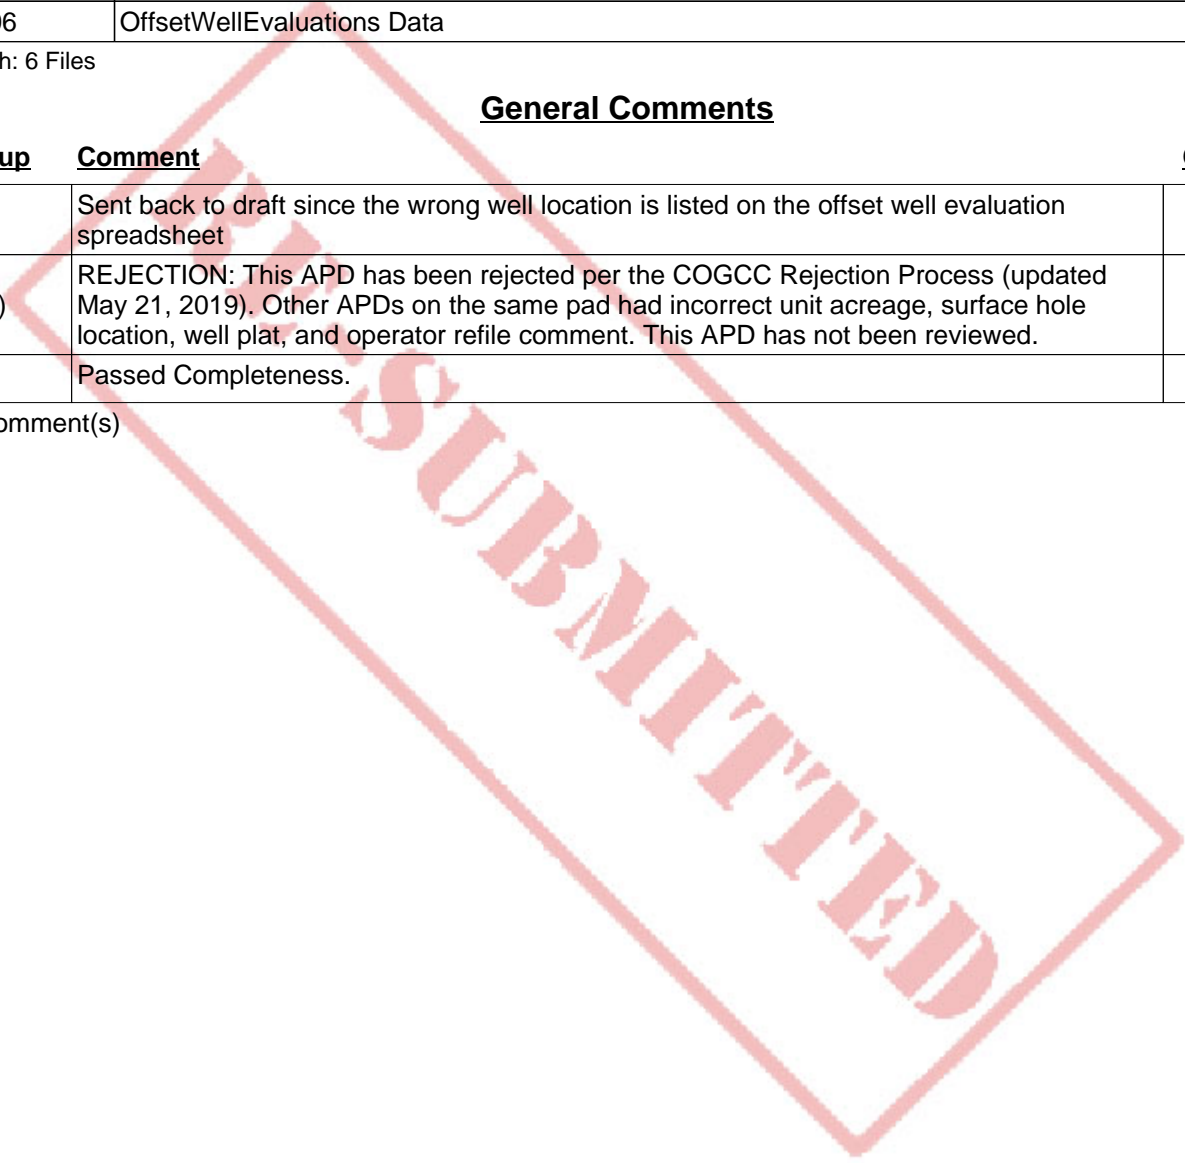 06 OffsetWellEvaluations Data
h: 6 Files
General Comments
up Comment
Sent back to draft since the wrong well location is listed on the offset well evaluation
spreadsheet
REJECTION: This APD has been rejected per the COGCC Rejection Process (updated
) May 21, 2019). Other APDs on the same pad had incorrect unit acreage, surface hole
location, well plat, and operator refile comment. This APD has not been reviewed.
Passed Completeness.
omment(s)
RE-SUBMITTED